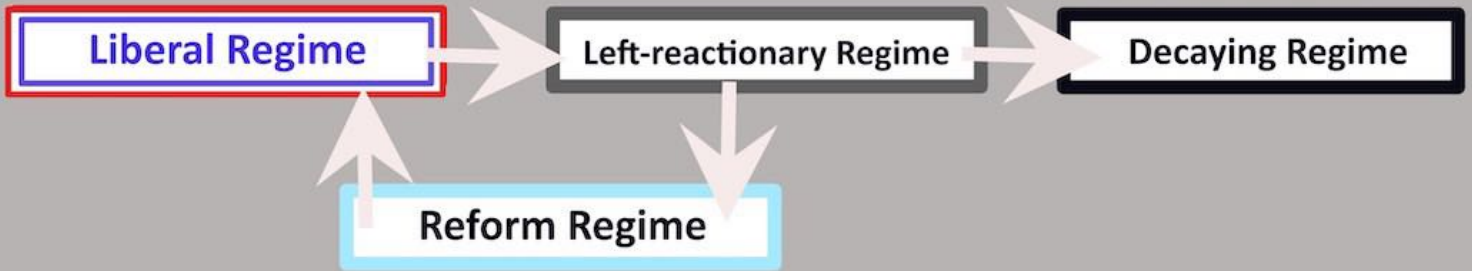 Liberal Regime
Left-reactionary Regime
Decaying Regime
Reform Regime